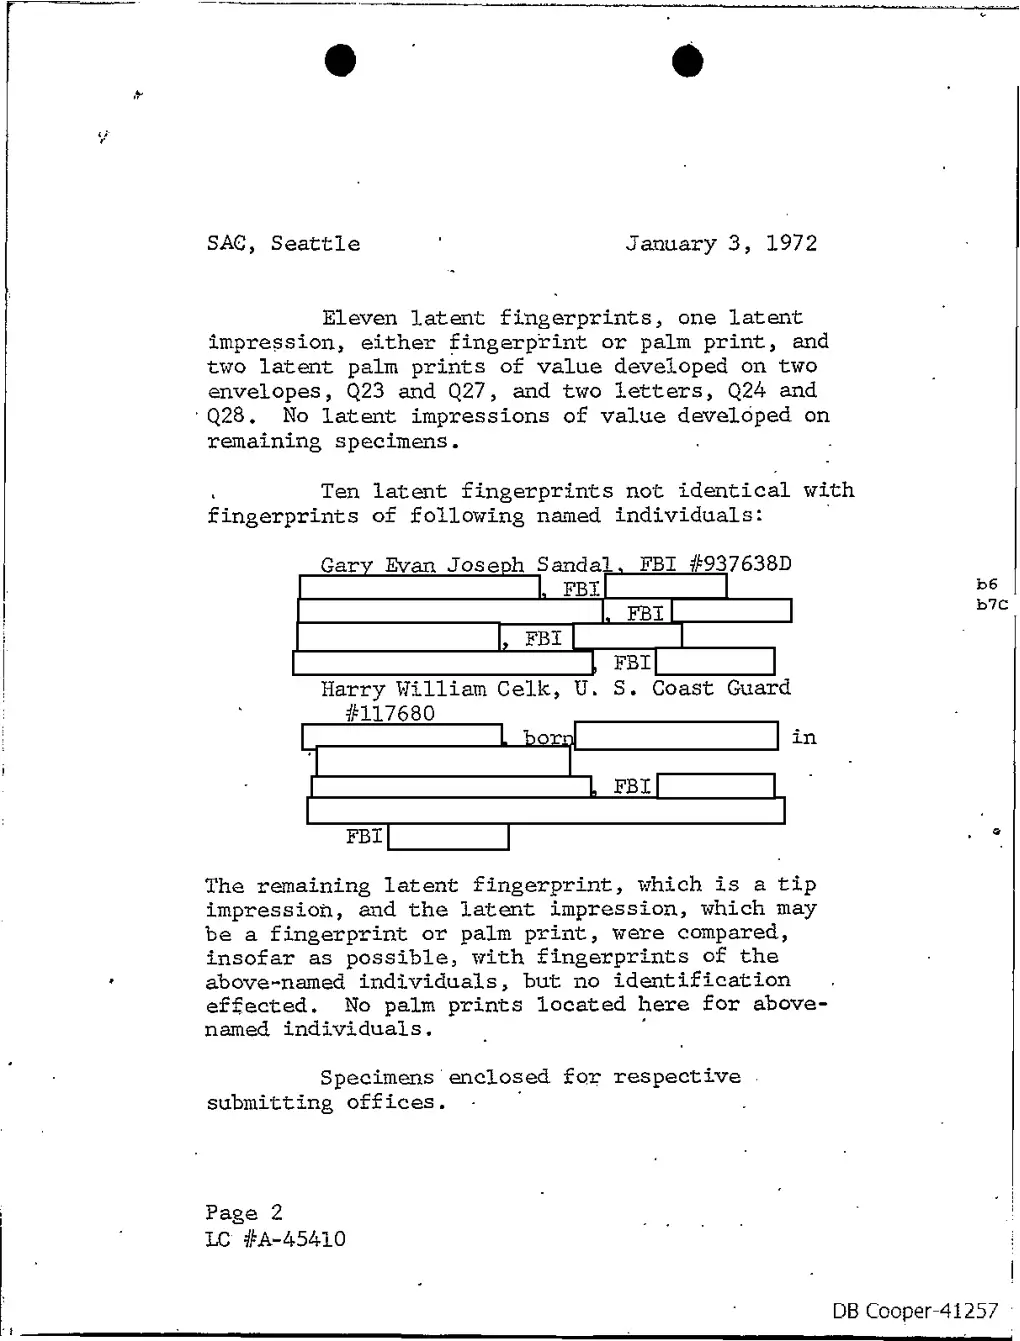 SAC, Seattle January 3, 1972
Eleven latent fingerprints, one latent
impression, either fingerprint or palm print, and
two latent palm prints of value developed on two
envelopes, Q23 and Q27, and two letters, Q24 and
Q28. No latent impressions of value developed on
remaining specimens.
Ten latent fingerprints not identical with
fingerprints of following named individuals:
Gary Evan Joseph Sandal, FBI #937638D
, FBI
b6
, FBI
b7C
, FBI
, FBI
Harry William Celk, U. S. Coast Guard
#117680
, born in
, FBI
FBI
The remaining latent fingerprint, which is a tip
impression, and the latent impression, which may
be a fingerprint or palm print, were compared,
insofar as possible, with fingerprints of the
above-named individuals, but no identification
effected. No palm prints located here for above-
named individuals.
Specimens enclosed for respective
submitting offices.
Page 2
LC #A-45410
DB Cooper-41257